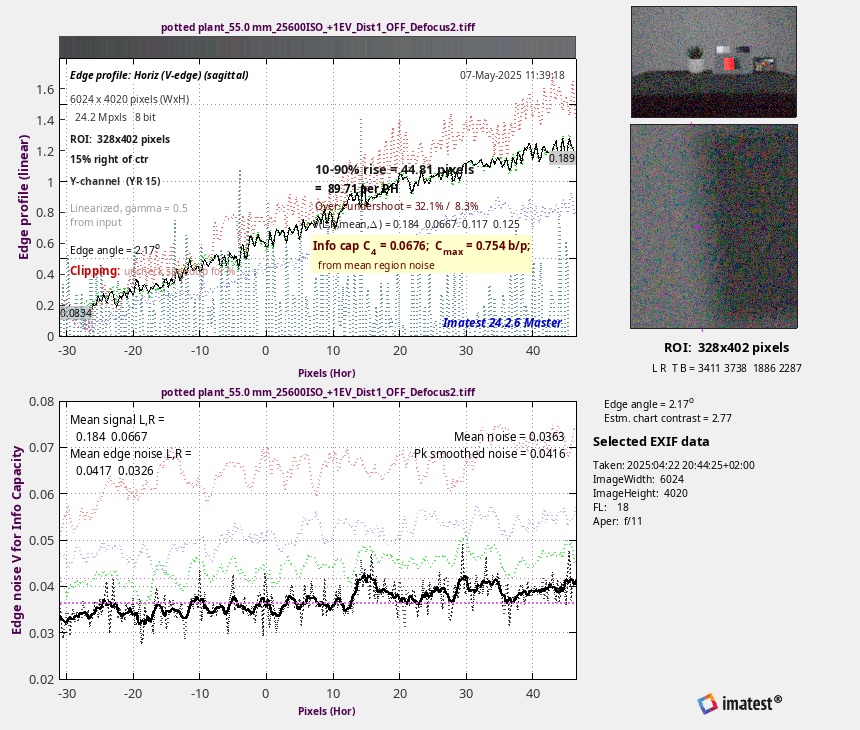 potted plant_55.0 mm_25600ISO_+1EV_Dist1_OFF_Defocus2.tiff
Edge profile: Horiz (V-edge) (sagittal)
07-May-2025 11:39:18
6024 x 4020 pixels (WxH)
24.2 Mpxls 8 bit
ROI: 328x402 pixels
15% right of ctr
Y-channel (YR 15)
Linearized, gamma = 0.5
from input
Edge angle = 2.17o
Clipping:
10-90% rise = 44.81 pixels
= 89.71 per PH
Over/undershoot = 32.1% / 8.3%
mean,Δ) = 0.184 0.0667 0.117 0.125
Info cap C4 = 0.0676; Cmax = 0.754 b/p;
from mean region noise
0.189
0.0834
Imatest 24.2.6 Master
Edge profile (linear)
1.6
1.4
1.2
1
0.8
0.6
0.4
0.2
0
-30 -20 -10 0 10 20 30 40
Pixels (Hor)
potted plant_55.0 mm_25600ISO_+1EV_Dist1_OFF_Defocus2.tiff
Mean signal L,R =
0.184 0.0667
Mean edge noise L,R =
0.0417 0.0326
Mean noise = 0.0363
Pk smoothed noise = 0.0416
Edge noise V for Info Capacity
0.08
0.07
0.06
0.05
0.04
0.03
0.02
-30 -20 -10 0 10 20 30 40
Pixels (Hor)
ROI: 328x402 pixels
L R T B = 3411 3738 1886 2287
Edge angle = 2.17o
Estm. chart contrast = 2.77
Selected EXIF data
Taken: 2025:04:22 20:44:25+02:00
ImageWidth: 6024
ImageHeight: 4020
FL: 18
Aper: f/11
imatest®